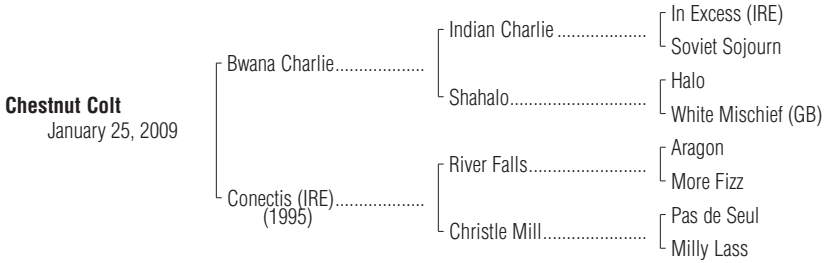 In Excess (IRE)
Indian Charlie ....................
Soviet Sojourn
Bwana Charlie....................
Halo
Shahalo..............................
White Mischief (GB)
Chestnut Colt
January 25, 2009
Aragon
River Falls..........................
More Fizz
Conectis (IRE)....................
(1995)
Pas de Seul
Christle Mill.......................
Milly Lass